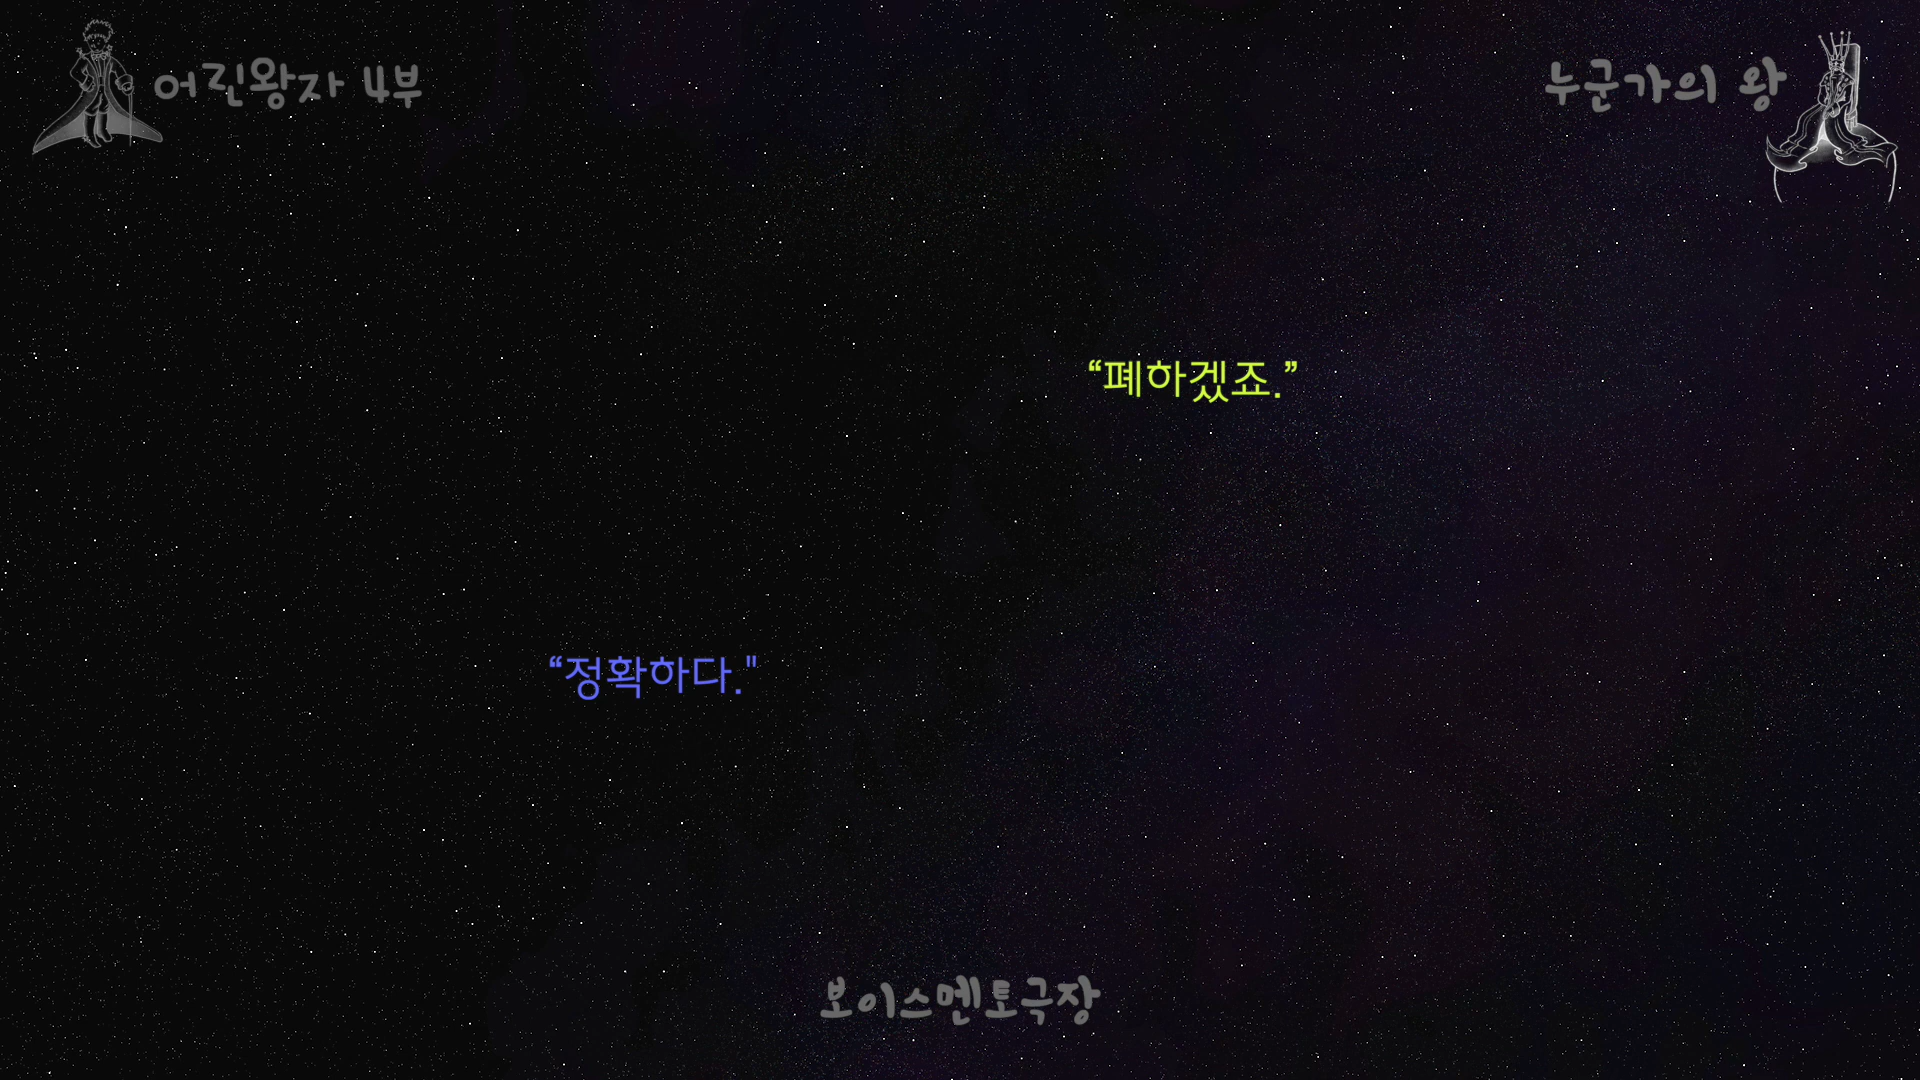 어린왕자 4부
누군가의 왕
“폐하겠죠.”
“정확하다."
보이스멘토극장